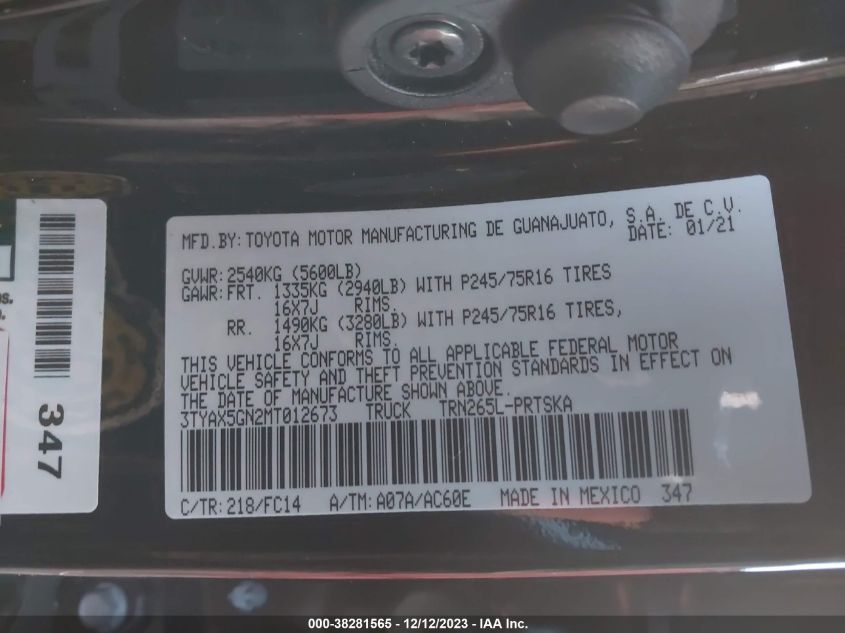 MFD.BY: TOYOTA MOTOR MANUFACTURING DE GUANAJUATO, S.A. DE C.V.
DATE: 01/21
GVWR: 2540KG (5600LB)
GAWR: FRT. 1335KG (2940LB) WITH P245/75R16 TIRES
16X7J RIMS.
RR. 1490KG (3280LB) WITH P245/75R16 TIRES,
16X7J RIMS.
THIS VEHICLE CONFORMS TO ALL APPLICABLE FEDERAL MOTOR
VEHICLE SAFETY AND THEFT PREVENTION STANDARDS IN EFFECT ON
THE DATE OF MANUFACTURE SHOWN ABOVE.
3TYAX5GN2MT012673 TRUCK TRN265L-PRTSKA
C/TR: 218/FC14 A/TM: A07A/AC60E MADE IN MEXICO 347
347
000-38281565 - 12/12/2023 - IAA Inc.